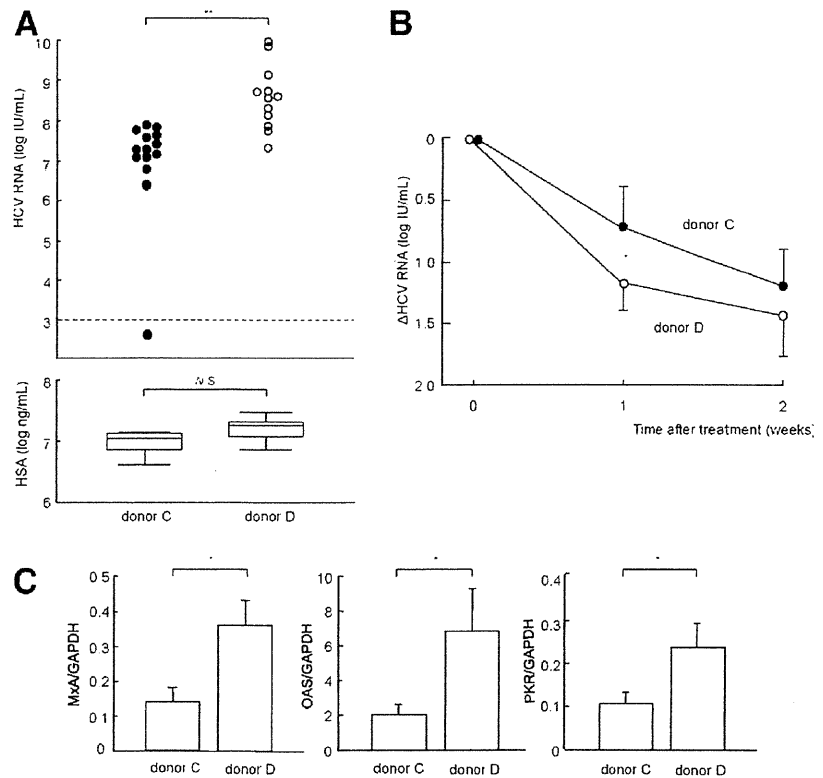 A
**
HCV RNA (log IU/mL)
10
9
8
7
6
5
4
3
N.S
HSA (log ng/mL)
8
7
6
donor C donor D
B
ΔHCV RNA (log IU/mL)
0
0.5
1 0
1.5
2 0
donor C
donor D
0 1 2
Time after treatment (weeks)
C
MxA/GAPDH
0.5
0.4
0.3
0.2
0.1
0
donor C donor D
OAS/GAPDH
10
8
6
4
2
0
donor C donor D
PKR/GAPDH
0.4
0.3
0.2
0.1
0
donor C donor D